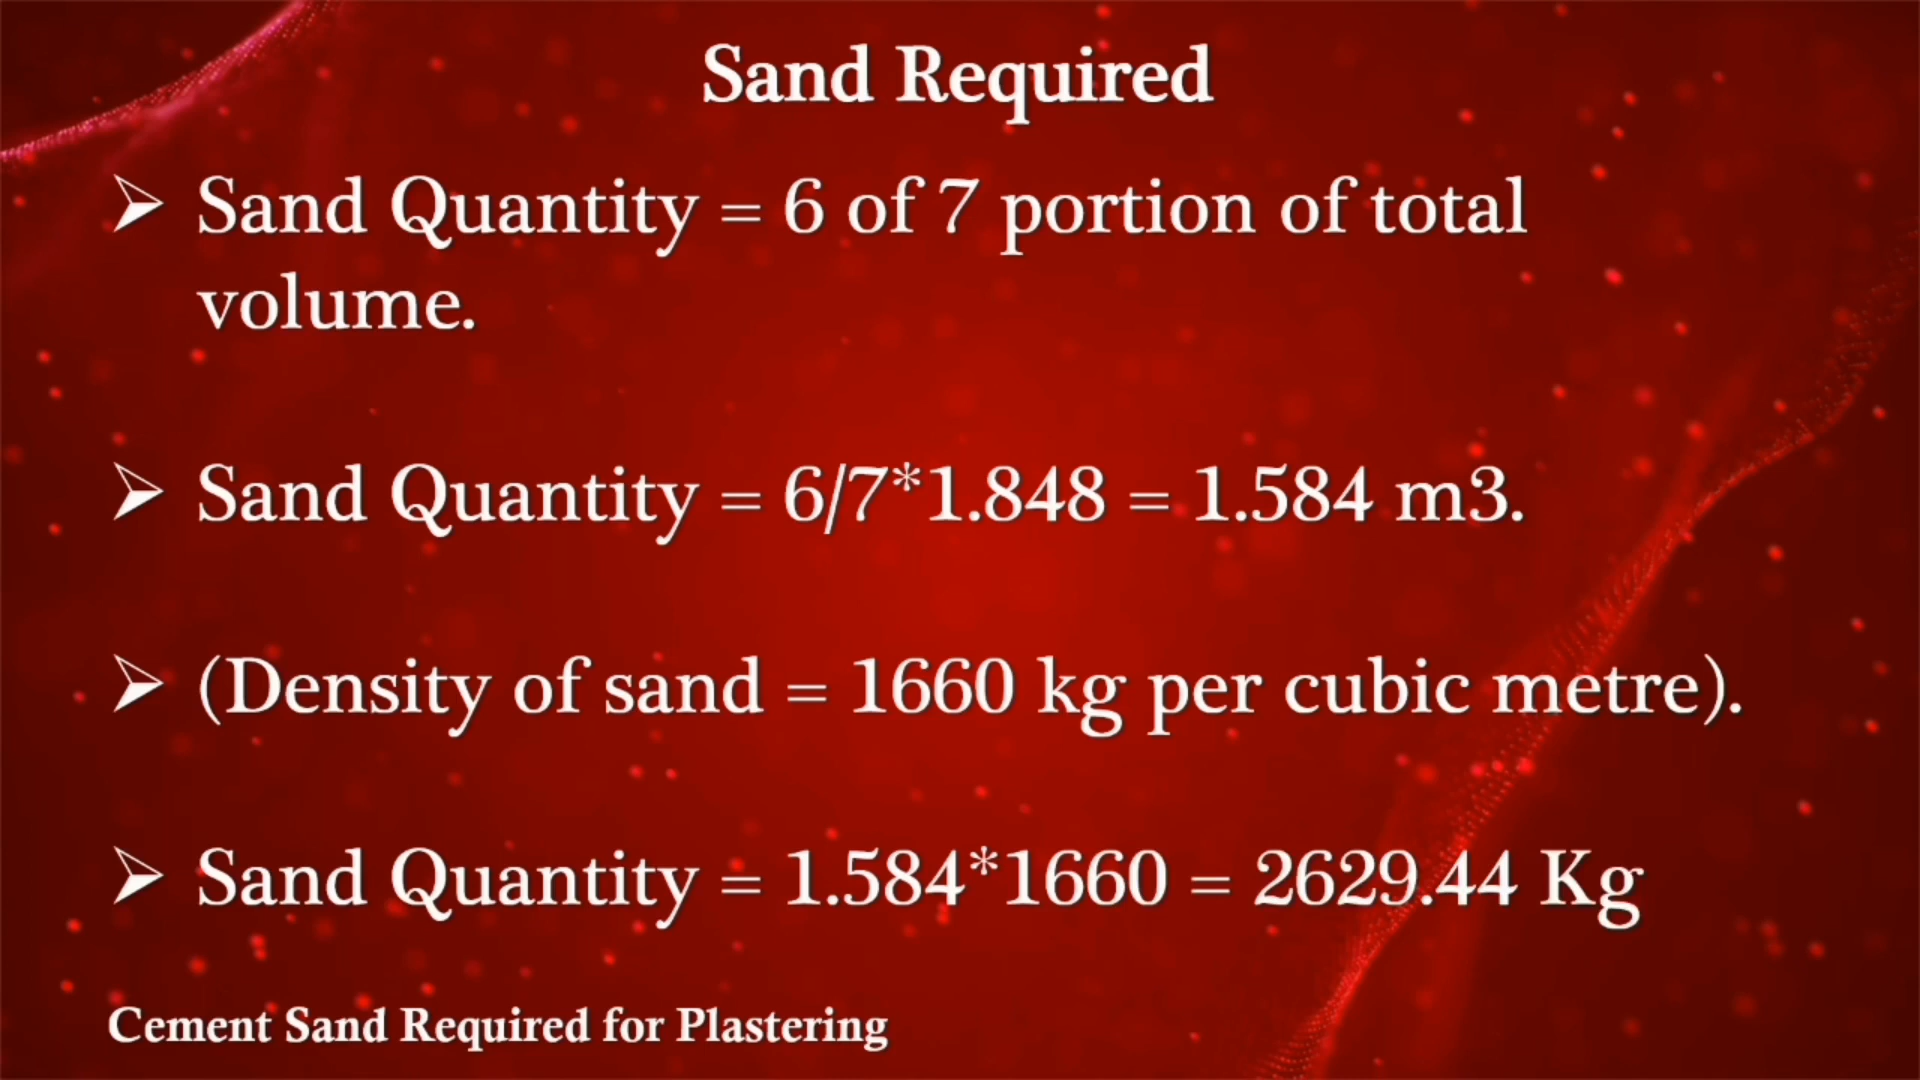 Sand Required
➢ Sand Quantity = 6 of 7 portion of total
volume.
➢ Sand Quantity = 6/7*1.848 = 1.584 m3.
➢ (Density of sand = 1660 kg per cubic metre).
➢ Sand Quantity = 1.584*1660 = 2629.44 Kg
Cement Sand Required for Plastering